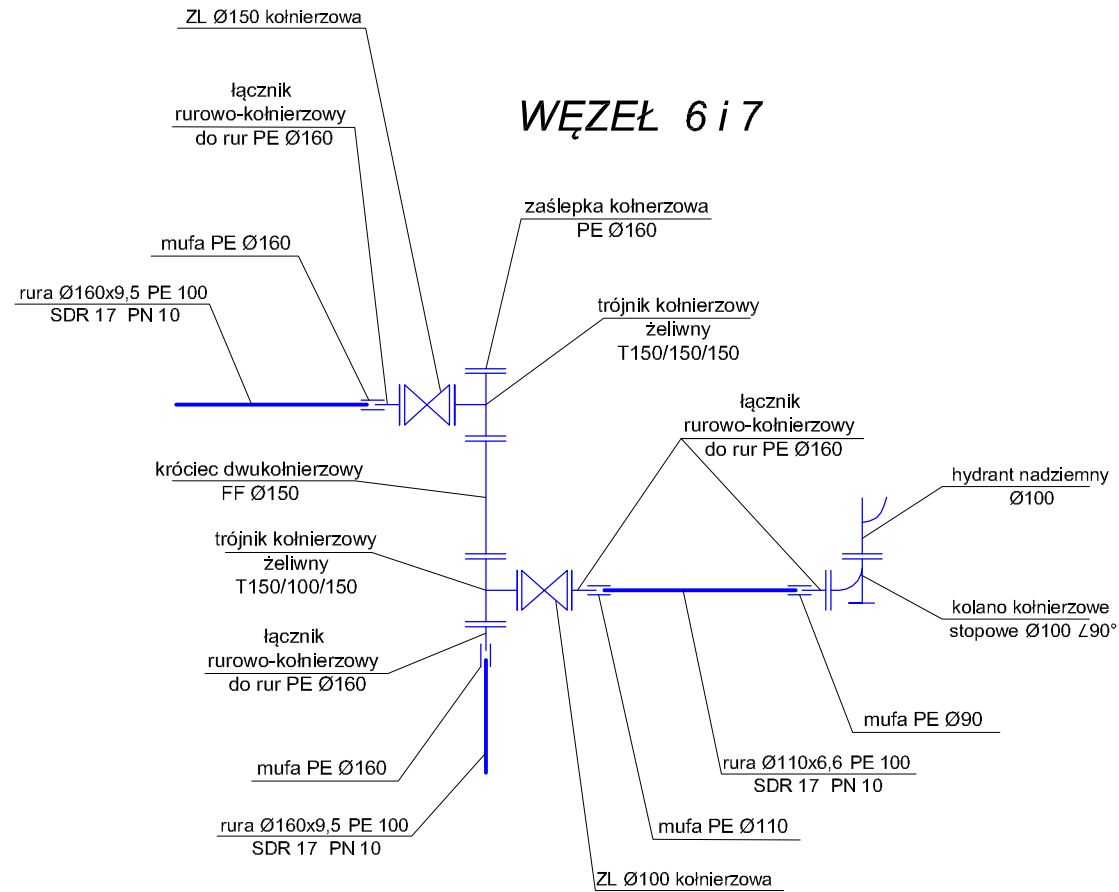 ZL Ø150 kołnierzowa
łącznik
rurowo-kołnierzowy
do rur PE Ø160
WĘZEŁ 6 i 7
zaślepka kołnerzowa
PE Ø160
mufa PE Ø160
rura Ø160x9,5 PE 100
SDR 17 PN 10
trójnik kołnierzowy
żeliwny
T150/150/150
łącznik
rurowo-kołnierzowy
do rur PE Ø160
króciec dwukołnierzowy
FF Ø150
hydrant nadziemny
Ø100
trójnik kołnierzowy
żeliwny
T150/100/150
kolano kołnierzowe
stopowe Ø100 ∠90°
łącznik
rurowo-kołnierzowy
do rur PE Ø160
mufa PE Ø90
mufa PE Ø160
rura Ø110x6,6 PE 100
SDR 17 PN 10
rura Ø160x9,5 PE 100
SDR 17 PN 10
mufa PE Ø110
ZL Ø100 kołnierzowa